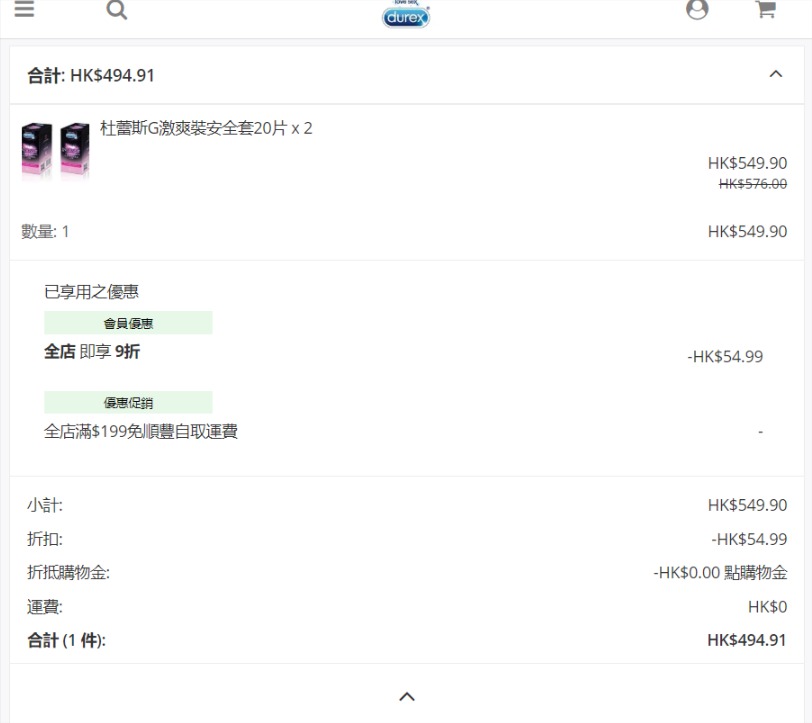 durex
合計: HK$494.91
杜蕾斯G激爽裝安全套20片 x 2
HK$549.90
HK$576.00
數量: 1 HK$549.90
已享用之優惠
會員優惠
全店 即享 9折 -HK$54.99
優惠促銷
全店滿$199免順豐自取運費 -
小計: HK$549.90
折扣: -HK$54.99
折抵購物金: -HK$0.00 點購物金
運費: HK$0
合計 (1 件): HK$494.91